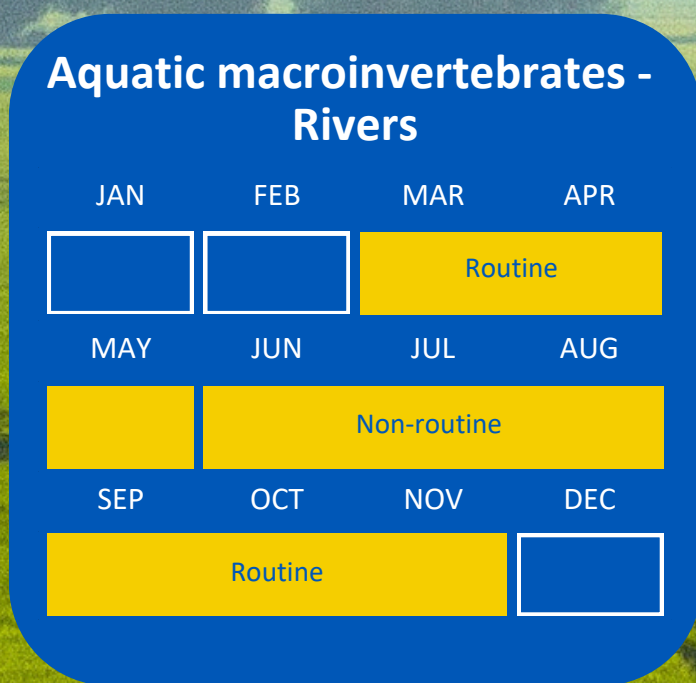 Aquatic macroinvertebrates -
Rivers
JAN FEB MAR APR
Routine
MAY JUN JUL AUG
Non-routine
SEP OCT NOV DEC
Routine